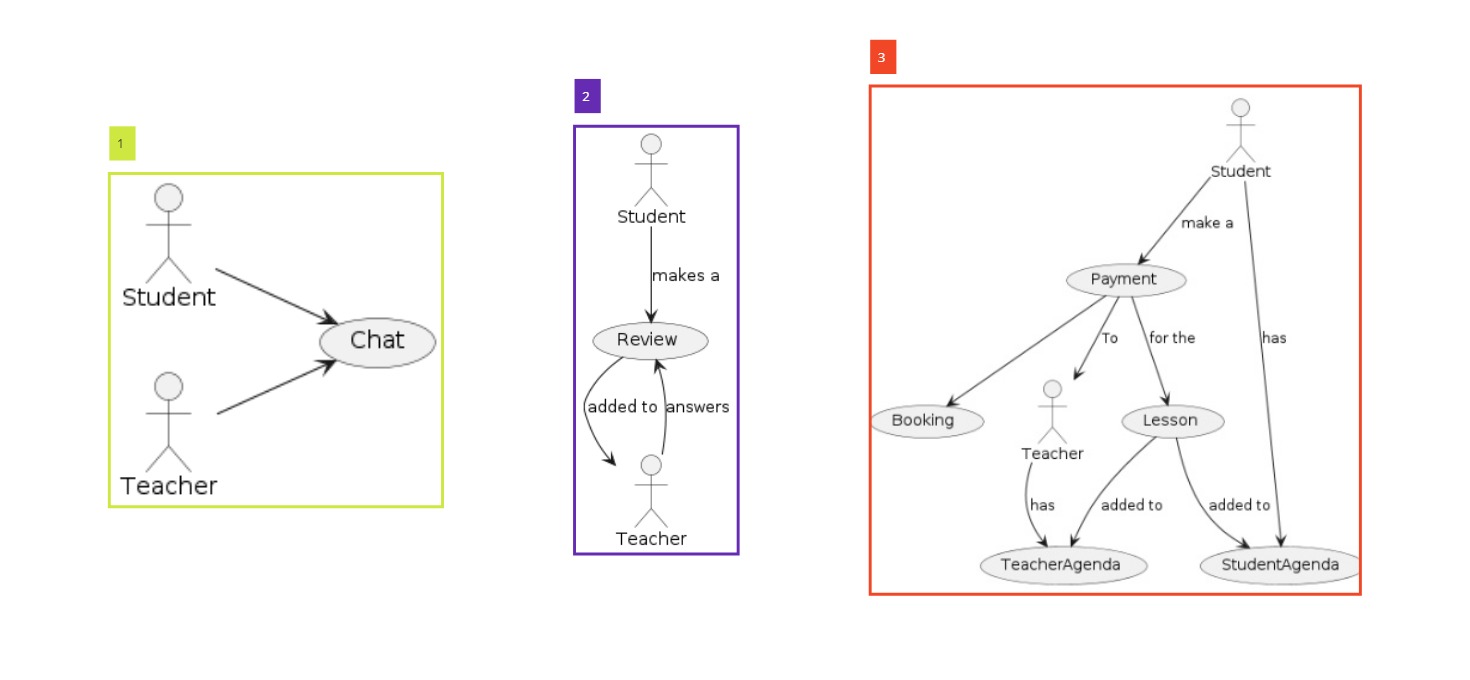 1
Student
Chat
Teacher
2
Student
makes a
Review
added to
answers
Teacher
3
Student
make a
Payment
To
for the
has
Booking
Lesson
Teacher
has
added to
added to
TeacherAgenda
StudentAgenda